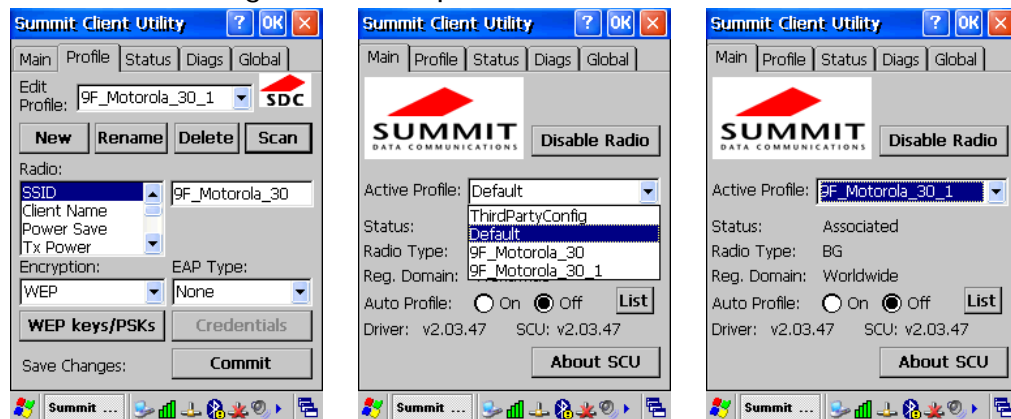 Summit Client Utility ? OK
Main Profile Status Diags Global
Edit
Profile: 9F_Motorola_30_1
SDC
New Rename Delete Scan
Radio:
SSID 9F_Motorola_30
Client Name
Power Save
Tx Power
Encryption: EAP Type:
WEP None
WEP keys/PSKs Credentials
Save Changes: Commit
Summit ...
Summit Client Utility ? OK
Main Profile Status Diags Global
SUMMIT
DATA COMMUNICATIONS
Disable Radio
Active Profile: Default
ThirdPartyConfig
Status: Default
Radio Type: 9F_Motorola_30
Reg. Domain: 9F_Motorola_30_1
Auto Profile: On Off List
Driver: v2.03.47 SCU: v2.03.47
About SCU
Summit ...
Summit Client Utility ? OK
Main Profile Status Diags Global
SUMMIT
DATA COMMUNICATIONS
Disable Radio
Active Profile: 9F_Motorola_30_1
Status: Associated
Radio Type: BG
Reg. Domain: Worldwide
Auto Profile: On Off List
Driver: v2.03.47 SCU: v2.03.47
About SCU
Summit ...